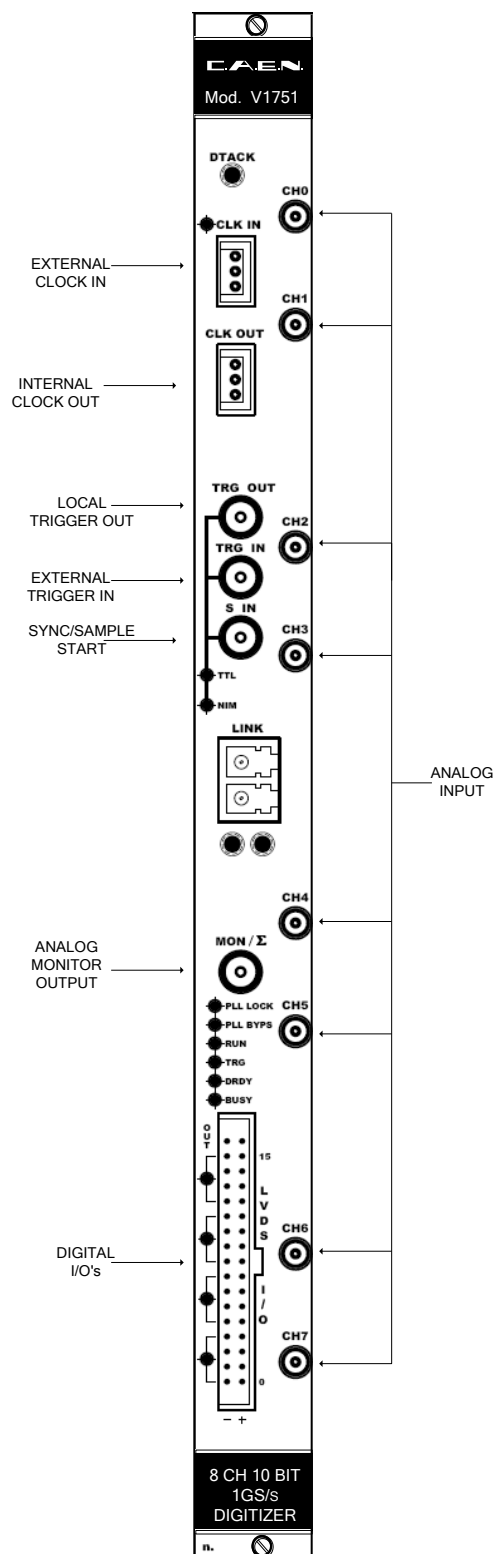 C.A.E.N.
Mod. V1751
DTACK
CH0
CLK IN
EXTERNAL
CLOCK IN
CH1
CLK OUT
INTERNAL
CLOCK OUT
TRG OUT
LOCAL
TRIGGER OUT
CH2
TRG IN
EXTERNAL
TRIGGER IN
S IN
SYNC/SAMPLE
START
CH3
TTL
NIM
LINK
ANALOG
INPUT
CH4
MON/Σ
ANALOG
MONITOR
OUTPUT
PLL LOCK
CH5
PLL BYPS
RUN
TRG
DRDY
BUSY
OUT
15
LVDS I/O
CH6
DIGITAL
I/O's
CH7
0
– +
8 CH 10 BIT
1GS/s
DIGITIZER
n.